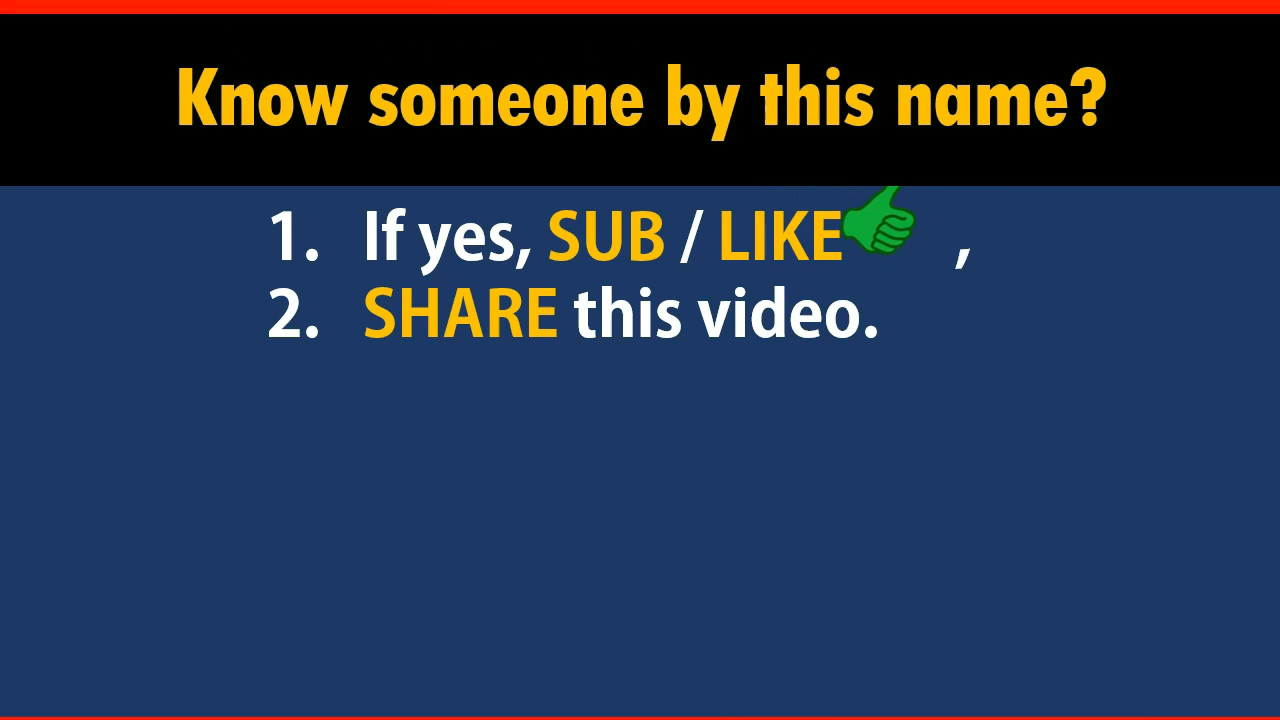 Know someone by this name?
1. If yes, SUB / LIKE ,
2. SHARE this video.